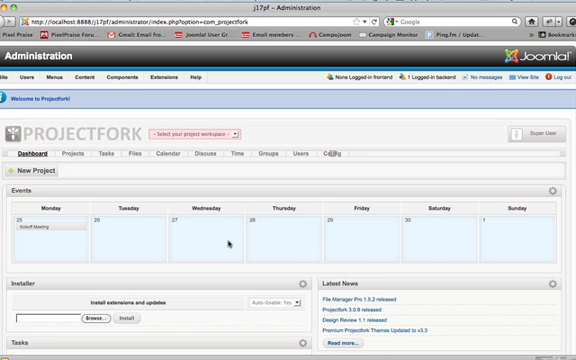 j17pf - Administration
http://localhost:8888/j17pf/administrator/index.php?option=com_projectfork
Google
Pixel Praise
PixelPraise Forum
Gmail: Email from...
Joomla! User Gr...
Email Marketing...
Compojoom
Campaign Monitor
Ping.fm / Updat...
Bookmarks
Administration
Joomla!
Site
Users
Menus
Content
Components
Extensions
Help
None Logged-in frontend
1 Logged-in backend
No messages
View Site
Log out
Welcome to Projectfork!
PROJECTFORK
- Select your project workspace -
Super User
Dashboard
Projects
Tasks
Files
Calendar
Discuss
Time
Groups
Users
Config
New Project
Events
Monday
Tuesday
Wednesday
Thursday
Friday
Saturday
Sunday
25
26
27
28
29
30
1
Kickoff Meeting
Installer
Install extensions and updates
Auto-Enable: Yes
Browse...
Install
Latest News
File Manager Pro 1.5.2 released
Projectfork 3.0.6 released
Design Review 1.1 released
Premium Projectfork Themes Updated to v3.3
Read more...
Tasks